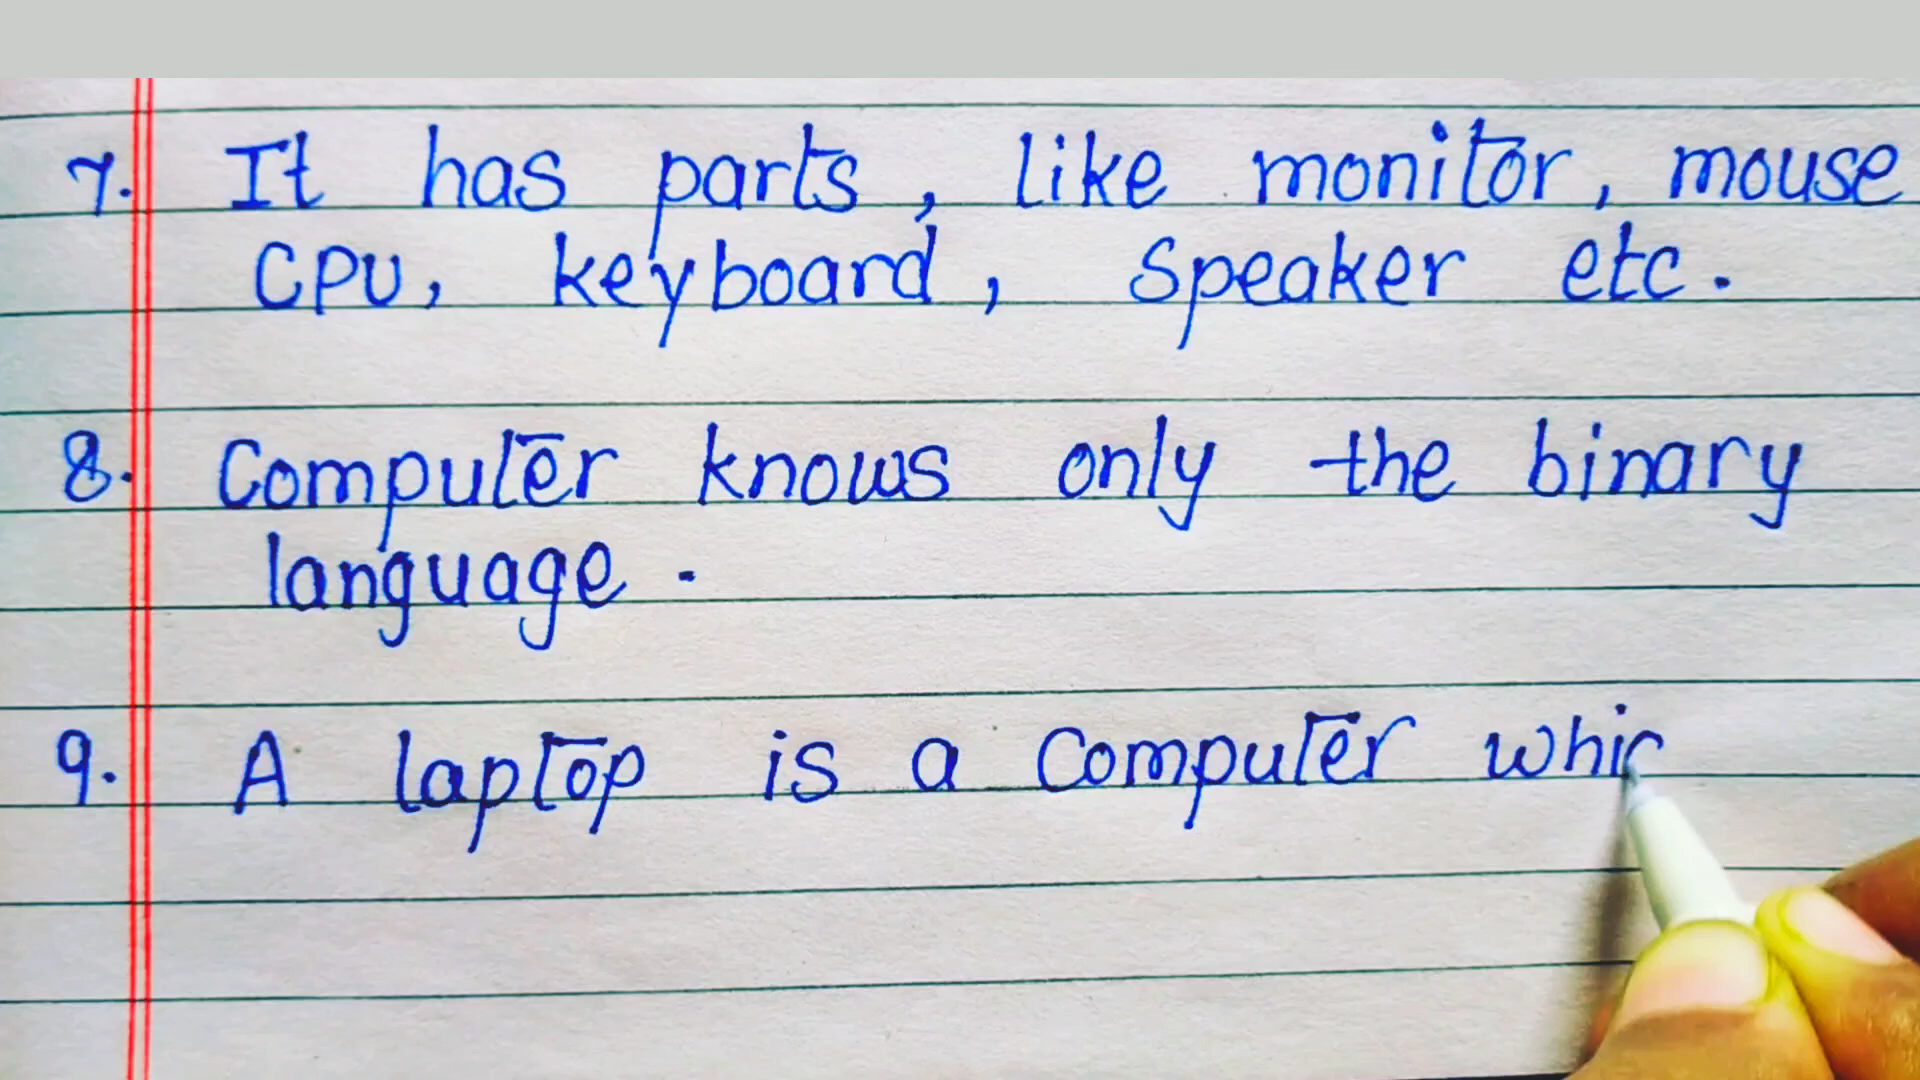 7. It has parts, like monitor, mouse
CPU, keyboard, speaker etc.
8. Computer knows only the binary
language.
9. A laptop is a computer whic